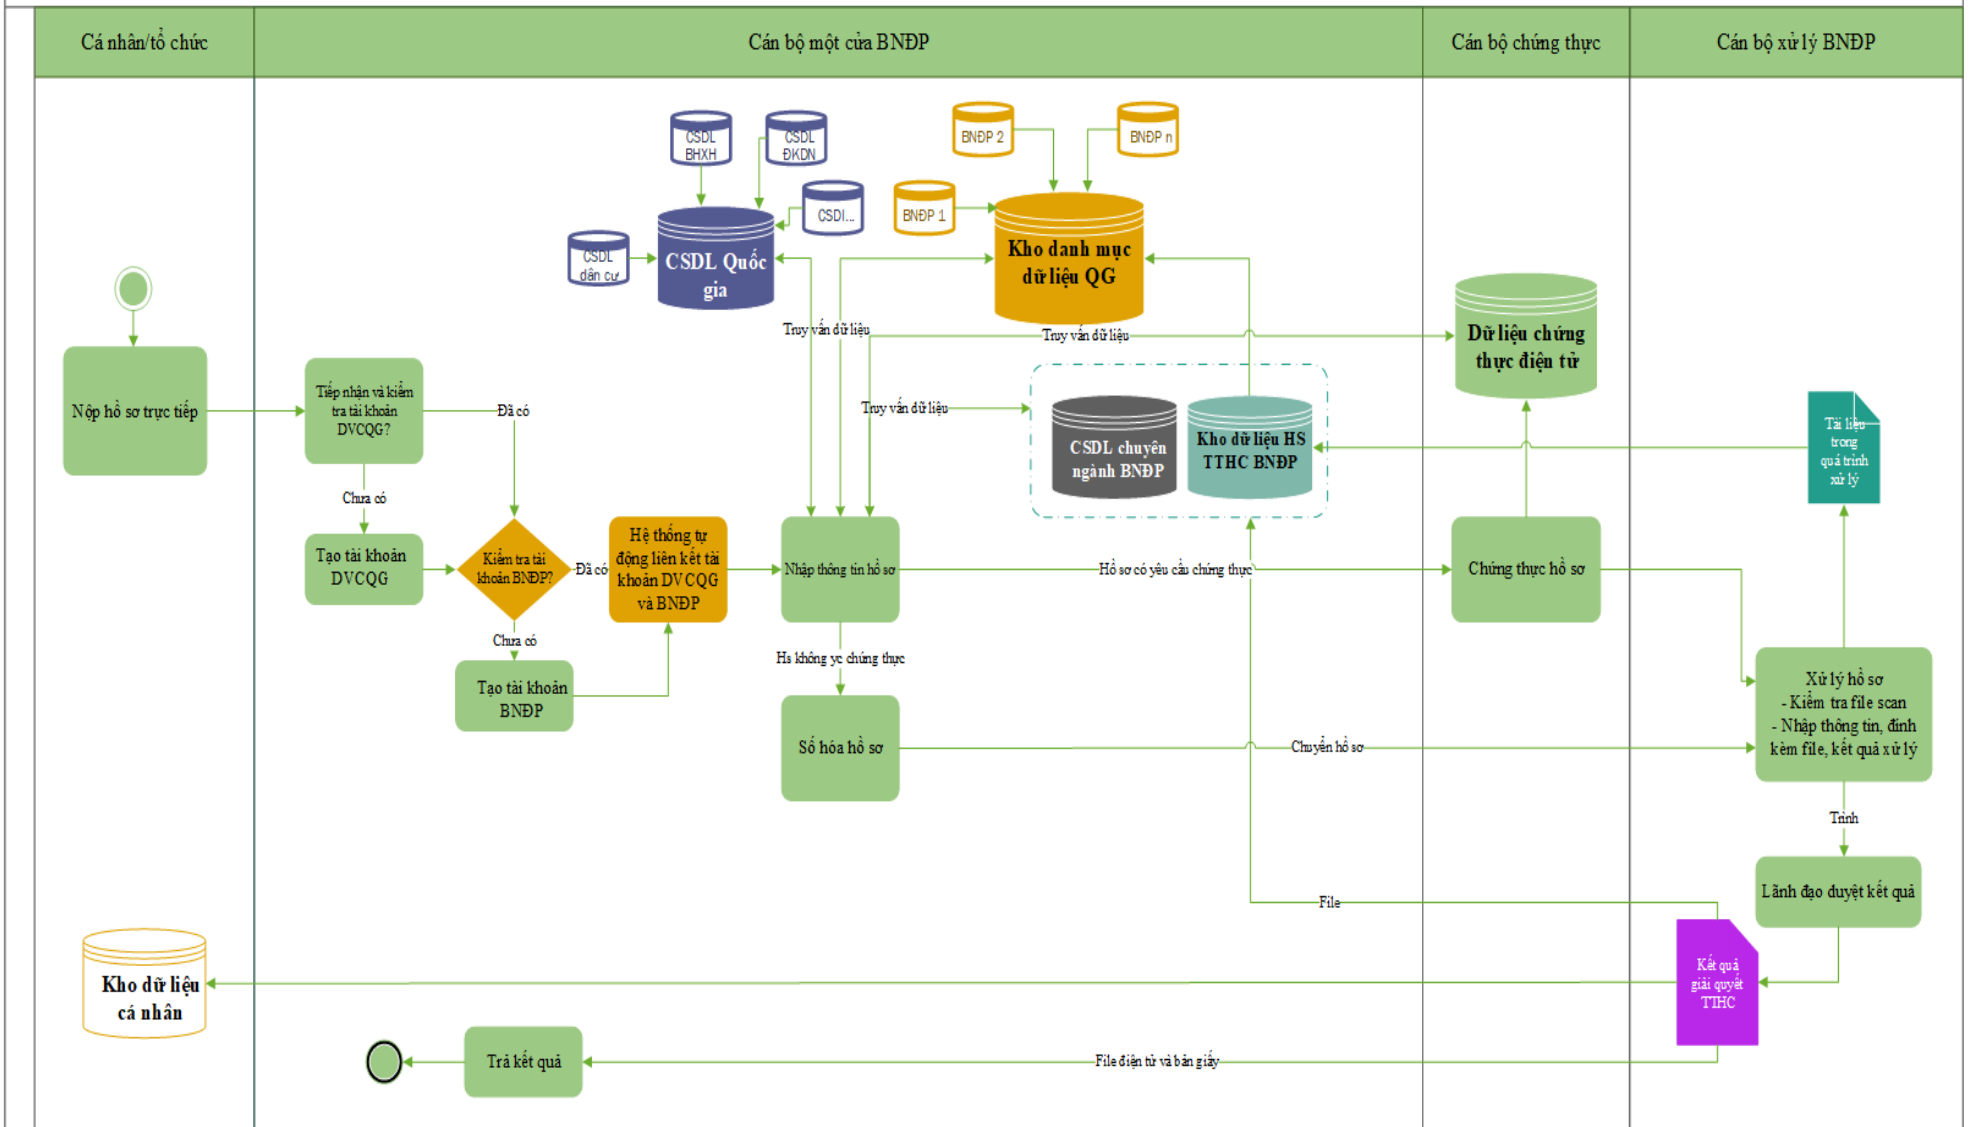 Cá nhân/tổ chức
Cán bộ một cửa BNĐP
Cán bộ chứng thực
Cán bộ xử lý BNĐP
CSDL
BHXH
CSDL
ĐKDN
CSDl...
CSDL
dân cư
CSDL Quốc
gia
BNĐP 2
BNĐP n
BNĐP 1
Kho danh mục
dữ liệu QG
Truy vấn dữ liệu
Truy vấn dữ liệu
Truy vấn dữ liệu
Dữ liệu chứng
thực điện tử
CSDL chuyên
ngành BNĐP
Kho dữ liệu HS
TTHC BNĐP
Tài liệu
trong
quá trình
xử lý
Nộp hồ sơ trực tiếp
Tiếp nhận và kiểm
tra tài khoản
DVCQG?
Đã có
Chưa có
Tạo tài khoản
DVCQG
Kiểm tra tài
khoản BNĐP?
Đã có
Hệ thống tự
động liên kết tài
khoản DVCQG
và BNĐP
Nhập thông tin hồ sơ
Hồ sơ có yêu cầu chứng thực
Chứng thực hồ sơ
Chưa có
Tạo tài khoản
BNĐP
Hs không yc chứng thực
Số hóa hồ sơ
Chuyển hồ sơ
Xử lý hồ sơ
- Kiểm tra file scan
- Nhập thông tin, đính
kèm file, kết quả xử lý
Trình
Lãnh đạo duyệt kết quả
File
Kết quả
giải quyết
TTHC
Kho dữ liệu
cá nhân
Trả kết quả
File điện tử và bản giấy